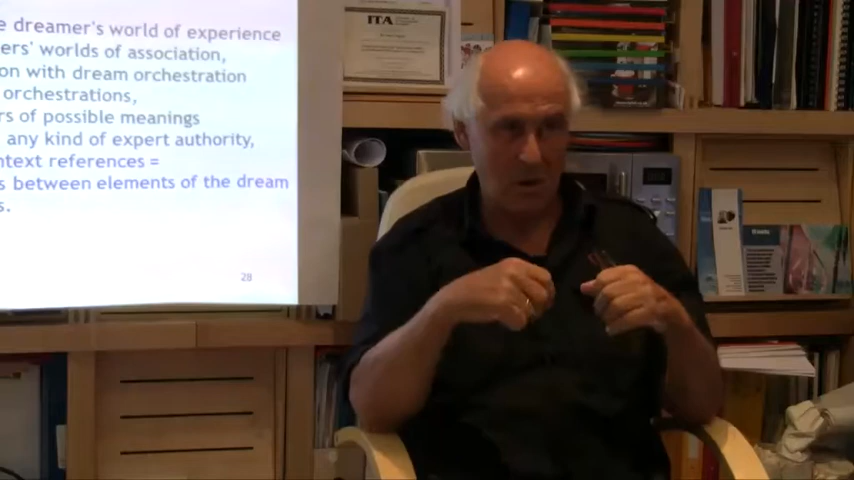 e dreamer's world of experience
ers' worlds of association,
on with dream orchestration
orchestrations,
rs of possible meanings
any kind of expert authority,
ntext references =
s between elements of the dream
s.
28
ITA